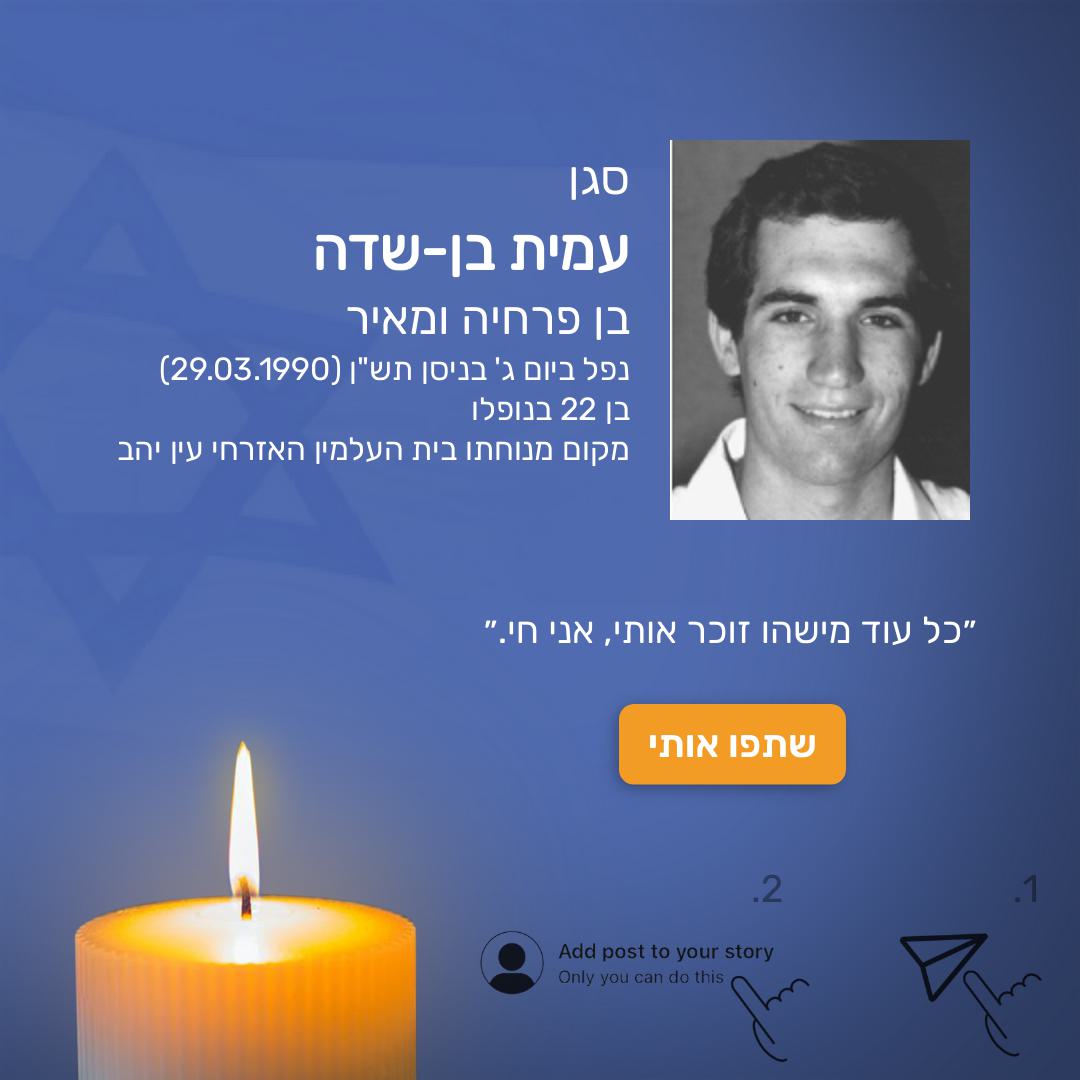 סגן
עמית בן-שדה
בן פרחיה ומאיר
נפל ביום ג' בניסן תש"ן (29.03.1990)
בן 22 בנופלו
מקום מנוחתו בית העלמין האזרחי עין יהב
״כל עוד מישהו זוכר אותי, אני חי.״
שתפו אותי
1.
2.
Add post to your story
Only you can do this